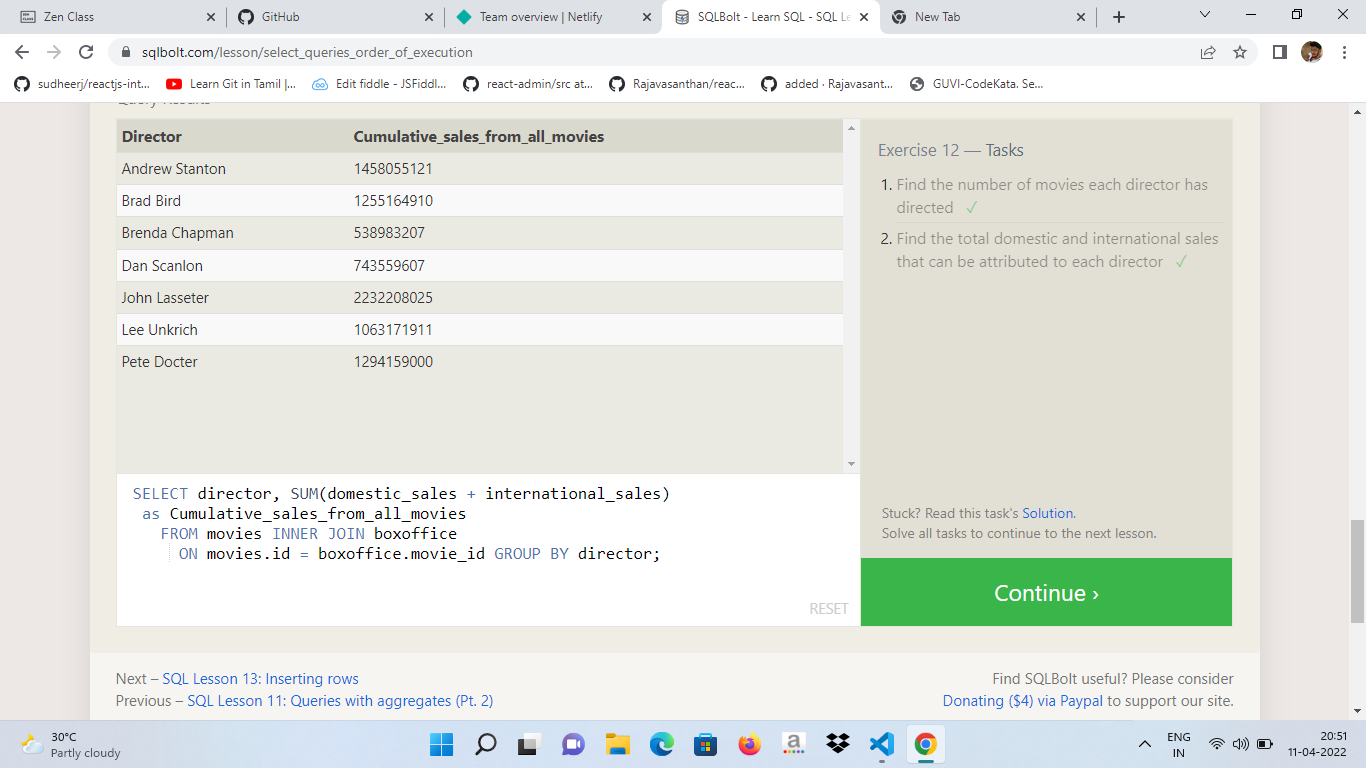 Zen Class
GitHub
Team overview | Netlify
SQLBolt - Learn SQL - SQL Le
New Tab
sqlbolt.com/lesson/select_queries_order_of_execution
sudheerj/reactjs-int...
Learn Git in Tamil |...
Edit fiddle - JSFiddl...
react-admin/src at...
Rajavasanthan/reac...
added · Rajavasant...
GUVI-CodeKata. Se...
Query Results
Director Cumulative_sales_from_all_movies
Andrew Stanton 1458055121
Brad Bird 1255164910
Brenda Chapman 538983207
Dan Scanlon 743559607
John Lasseter 2232208025
Lee Unkrich 1063171911
Pete Docter 1294159000
SELECT director, SUM(domestic_sales + international_sales)
as Cumulative_sales_from_all_movies
FROM movies INNER JOIN boxoffice
ON movies.id = boxoffice.movie_id GROUP BY director;
RESET
Exercise 12 — Tasks
1. Find the number of movies each director has
directed ✓
2. Find the total domestic and international sales
that can be attributed to each director ✓
Stuck? Read this task's Solution.
Solve all tasks to continue to the next lesson.
Continue ›
Next – SQL Lesson 13: Inserting rows
Previous – SQL Lesson 11: Queries with aggregates (Pt. 2)
Find SQLBolt useful? Please consider
Donating ($4) via Paypal to support our site.
30°C
Partly cloudy
a
ENG
IN
20:51
11-04-2022